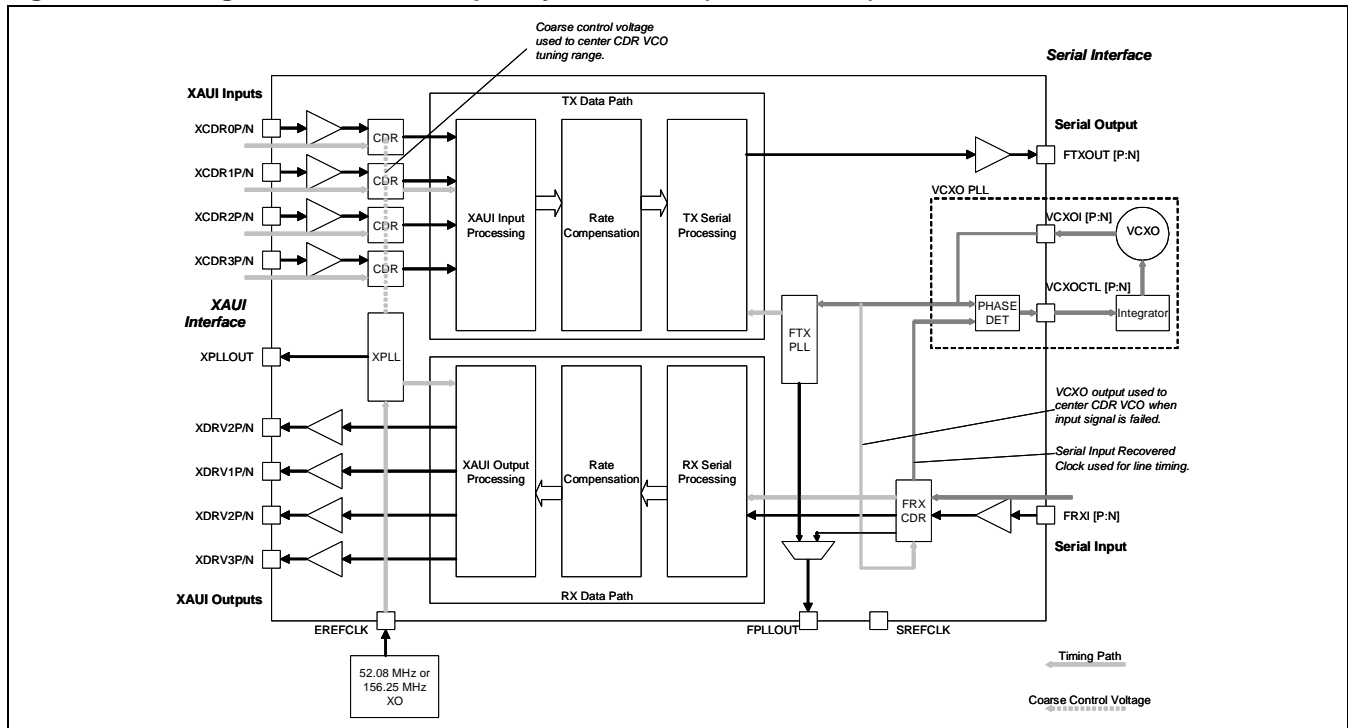 Coarse control voltage
used to center CDR VCO
tuning range.
Serial Interface
XAUI Inputs
TX Data Path
XCDR0P/N
CDR
XCDR1P/N
CDR
XCDR2P/N
CDR
XCDR3P/N
CDR
XAUI Input
Processing
Rate
Compensation
TX Serial
Processing
Serial Output
FTXOUT [P:N]
VCXO PLL
VCXOI [P:N]
VCXO
VCXOCTL [P:N]
PHASE
DET
Integrator
XAUI
Interface
XPLLOUT
XPLL
FTX
PLL
VCXO output used to
center CDR VCO when
input signal is failed.
Serial Input Recovered
Clock used for line timing.
XDRV2P/N
XDRV1P/N
XDRV2P/N
XDRV3P/N
XAUI Output
Processing
Rate
Compensation
RX Serial
Processing
FRX
CDR
FRXI [P:N]
Serial Input
XAUI Outputs
RX Data Path
EREFCLK
FPLLOUT
SREFCLK
52.08 MHz or
156.25 MHz
XO
Timing Path
Coarse Control Voltage